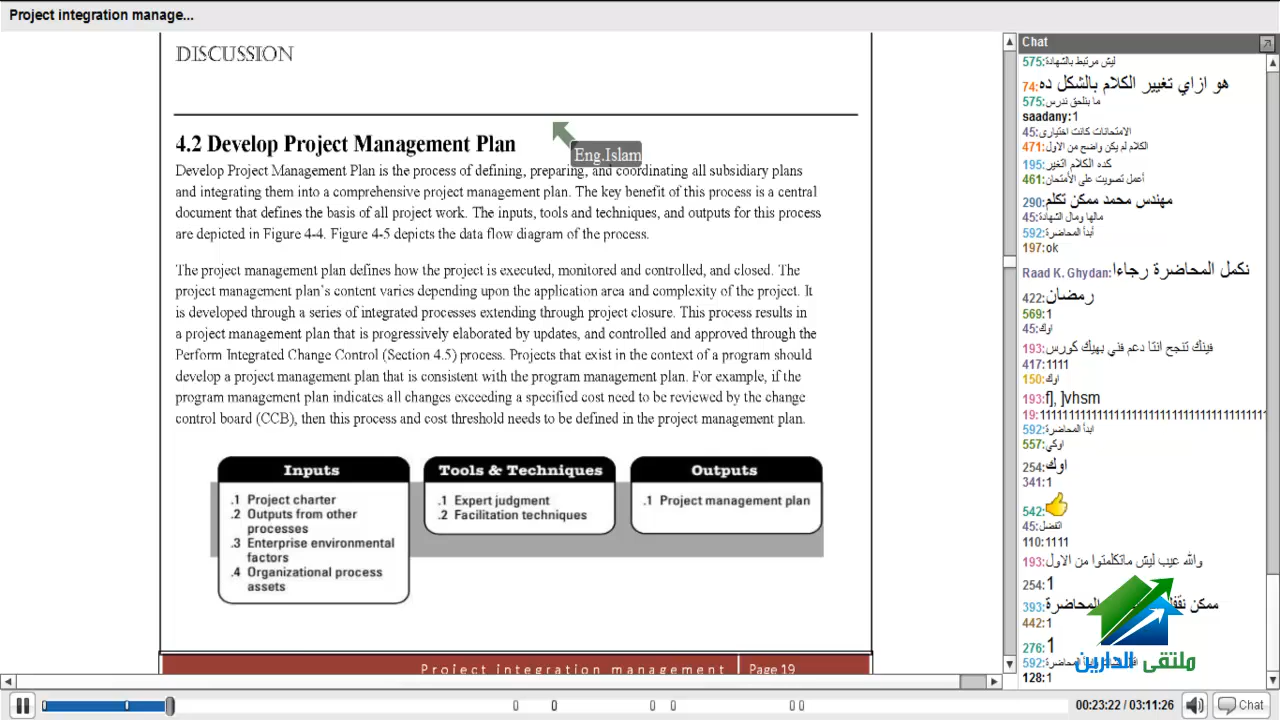 Project integration manage...
DISCUSSION
4.2 Develop Project Management Plan
Eng.Islam
Develop Project Management Plan is the process of defining, preparing, and coordinating all subsidiary plans
and integrating them into a comprehensive project management plan. The key benefit of this process is a central
document that defines the basis of all project work. The inputs, tools and techniques, and outputs for this process
are depicted in Figure 4-4. Figure 4-5 depicts the data flow diagram of the process.
The project management plan defines how the project is executed, monitored and controlled, and closed. The
project management plan's content varies depending upon the application area and complexity of the project. It
is developed through a series of integrated processes extending through project closure. This process results in
a project management plan that is progressively elaborated by updates, and controlled and approved through the
Perform Integrated Change Control (Section 4.5) process. Projects that exist in the context of a program should
develop a project management plan that is consistent with the program management plan. For example, if the
program management plan indicates all changes exceeding a specified cost need to be reviewed by the change
control board (CCB), then this process and cost threshold needs to be defined in the project management plan.
Inputs
.1 Project charter
.2 Outputs from other
processes
.3 Enterprise environmental
factors
.4 Organizational process
assets
Tools & Techniques
.1 Expert judgment
.2 Facilitation techniques
Outputs
.1 Project management plan
Project integration management
Page 19
Chat
575: ليش مرتبط بالشهادة
74: هو ازاي تغيير الكلام بالشكل ده
575: ما بنلحق ندرس
saadany: 1
45: الامتحانات كانت اختيارى
471: الكلام لم يكن واضح من الاول
195: كده الكلام اتغير
461: أعمل تصويت على الأمتحان
290: مهندس محمد ممكن تكلم
45: مالها ومال الشهادة
592: أبدأ المحاضرة
197: ok
Raad K. Ghydan: نكمل المحاضرة رجاءا
422: رمضان
569: 1
45: اوك
193: فينك تنجح انتا دعم فني بهيك كورس
417: 1111
150: اوك
193: f], ]vhsm
19: 11111111111111111111111111111111111111
592: ابدأ المحاضرة
557: اوكي
254: اوك
341: 1
542:
45: اتفضل
110: 1111
193: والله عيب ليش ماتكلمتوا من الاول
254: 1
393: ممكن المحاضرة
442: 1
276: 1
592: المحاضرة
128: 1
ملتقى الدارين
00:23:22 / 03:11:26
Chat